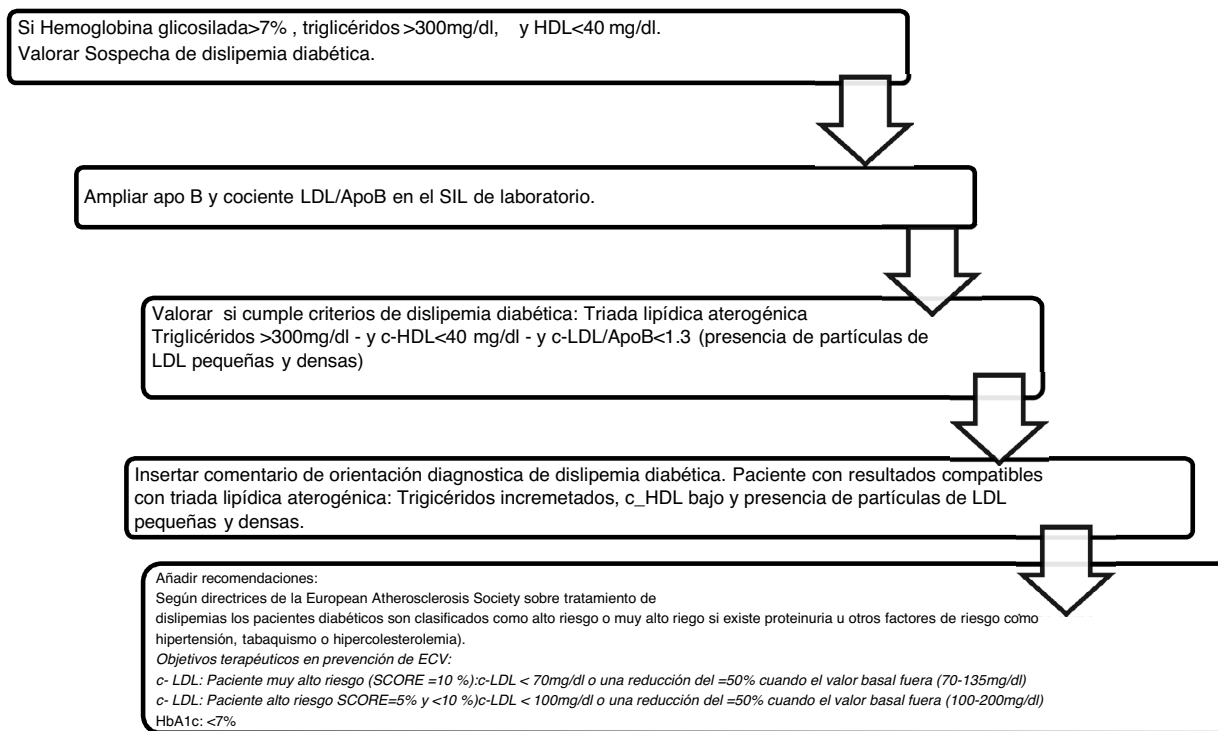 Si Hemoglobina glicosilada>7% , triglicéridos >300mg/dl, y HDL<40 mg/dl.
Valorar Sospecha de dislipemia diabética.
Ampliar apo B y cociente LDL/ApoB en el SIL de laboratorio.
Valorar si cumple criterios de dislipemia diabética: Triada lipídica aterogénica
Triglicéridos >300mg/dl - y c-HDL<40 mg/dl - y c-LDL/ApoB<1.3 (presencia de partículas de
LDL pequeñas y densas)
Insertar comentario de orientación diagnostica de dislipemia diabética. Paciente con resultados compatibles
con triada lipídica aterogénica: Trigicéridos incremetados, c_HDL bajo y presencia de partículas de LDL
pequeñas y densas.
Añadir recomendaciones:
Según directrices de la European Atherosclerosis Society sobre tratamiento de
dislipemias los pacientes diabéticos son clasificados como alto riesgo o muy alto riego si existe proteinuria u otros factores de riesgo como
hipertensión, tabaquismo o hipercolesterolemia).
Objetivos terapéuticos en prevención de ECV:
c- LDL: Paciente muy alto riesgo (SCORE =10 %):c-LDL < 70mg/dl o una reducción del =50% cuando el valor basal fuera (70-135mg/dl)
c- LDL: Paciente alto riesgo SCORE=5% y <10 %)c-LDL < 100mg/dl o una reducción del =50% cuando el valor basal fuera (100-200mg/dl)
HbA1c: <7%